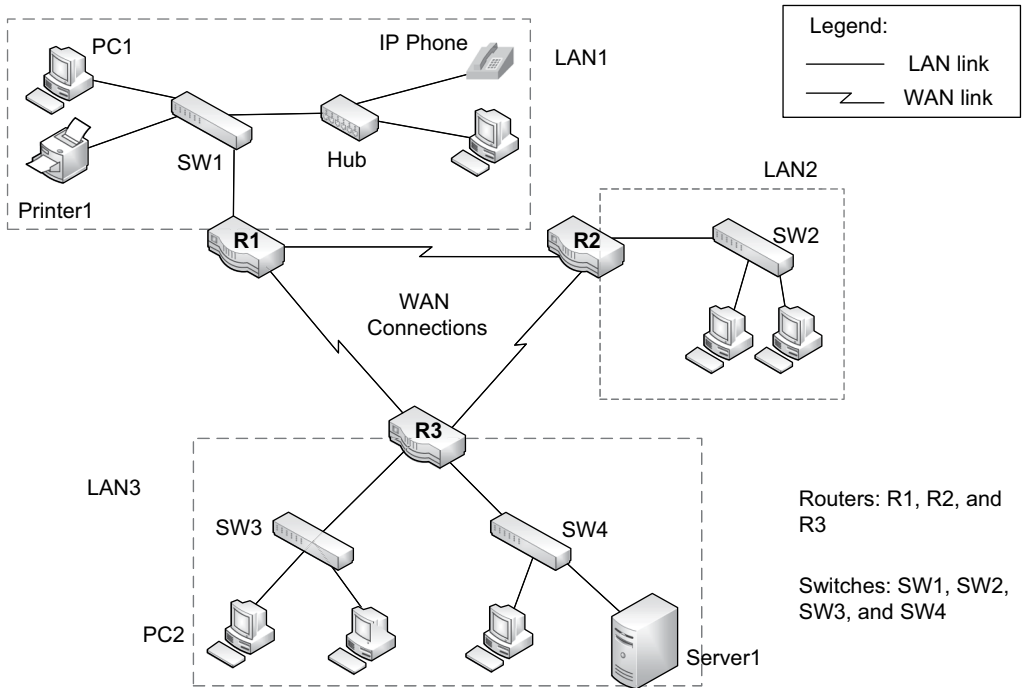 PC1
IP Phone
LAN1
Legend:
LAN link
WAN link
SW1
Hub
Printer1
LAN2
R1
R2
SW2
WAN
Connections
R3
LAN3
SW3
SW4
Routers: R1, R2, and
R3
Switches: SW1, SW2,
SW3, and SW4
PC2
Server1